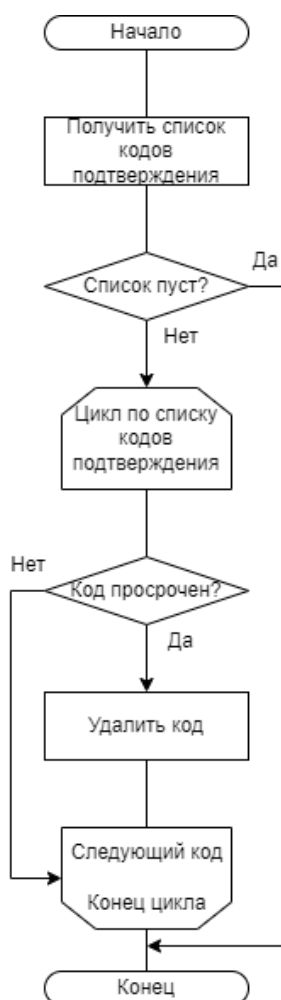 Начало
Получить список
кодов
подтверждения
Да
Список пуст?
Нет
Цикл по списку
кодов
подтверждения
Нет
Код просрочен?
Да
Удалить код
Следующий код
Конец цикла
Конец